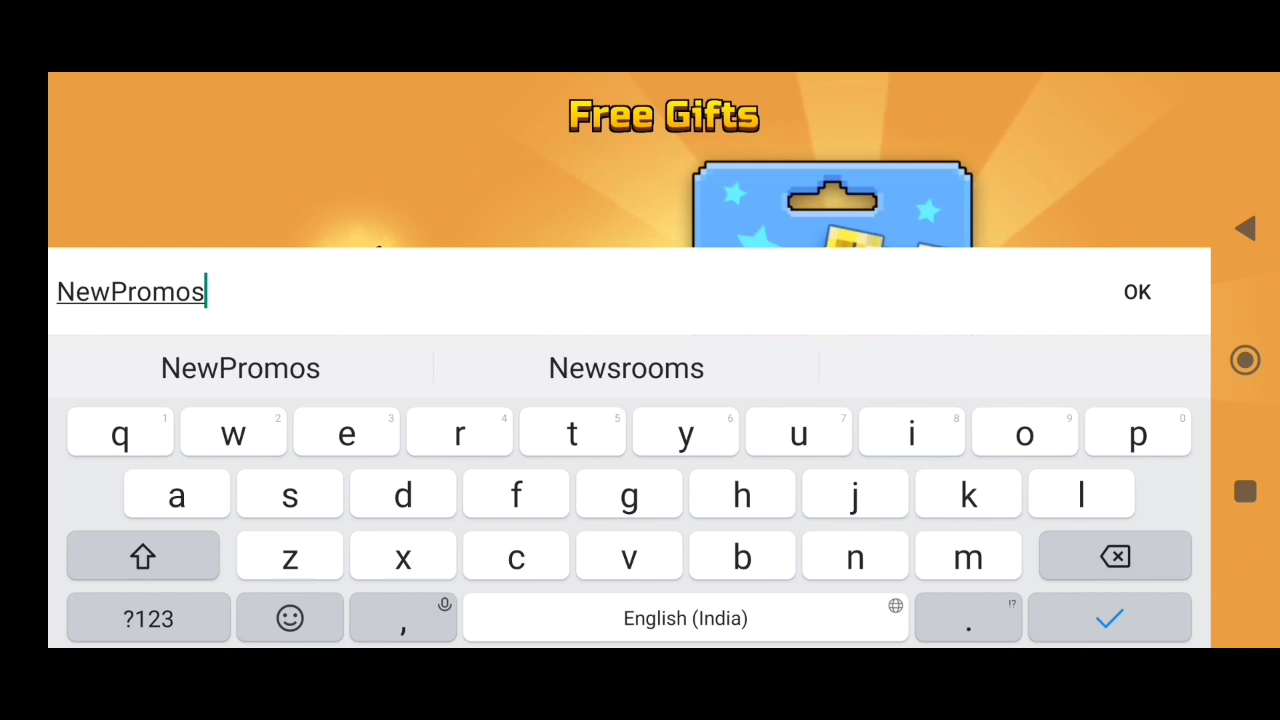 Free Gifts
NewPromos
OK
NewPromos Newsrooms
q 1 w 2 e 3 r 4 t 5 y 6 u 7 i 8 o 9 p 0
a s d f g h j k l
z x c v b n m
?123 , English (India) . !?